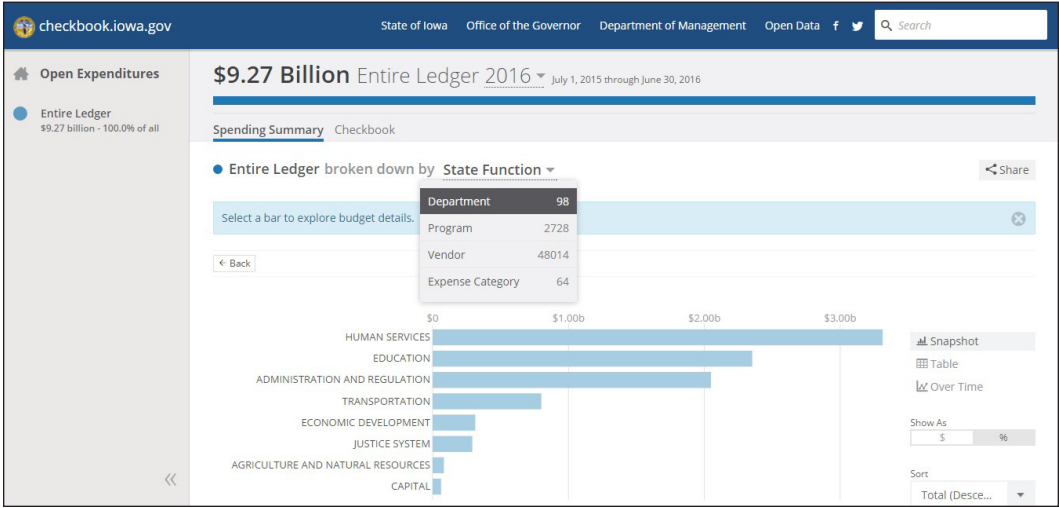 checkbook.iowa.gov State of Iowa Office of the Governor Department of Management Open Data f Search
Open Expenditures
Entire Ledger
$9.27 billion - 100.0% of all
$9.27 Billion Entire Ledger 2016 July 1, 2015 through June 30, 2016
Spending Summary Checkbook
Entire Ledger broken down by State Function
Share
Department 98
Program 2728
Vendor 48014
Expense Category 64
Select a bar to explore budget details.
← Back
$0 $1.00b $2.00b $3.00b
HUMAN SERVICES
EDUCATION
ADMINISTRATION AND REGULATION
TRANSPORTATION
ECONOMIC DEVELOPMENT
JUSTICE SYSTEM
AGRICULTURE AND NATURAL RESOURCES
CAPITAL
Snapshot
Table
Over Time
Show As
$ %
Sort
Total (Desce...